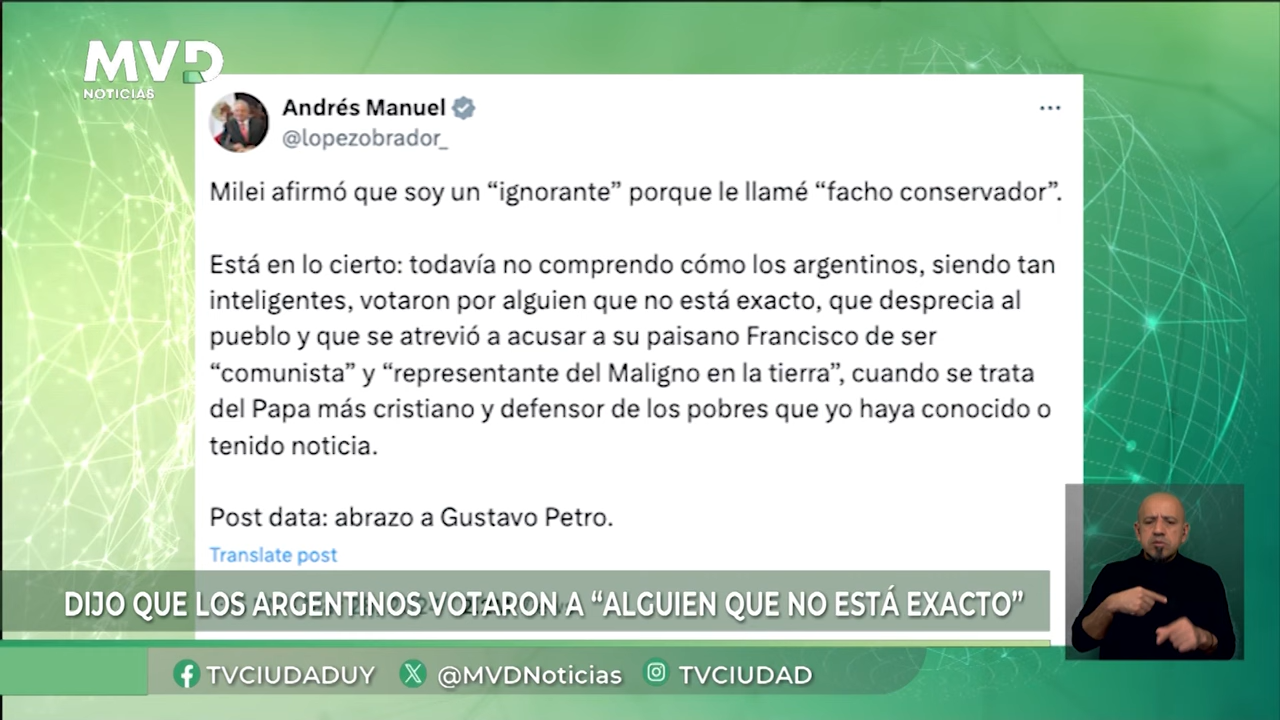 MVD
NOTICIAS
Andrés Manuel
@lopezobrador_
Milei afirmó que soy un “ignorante” porque le llamé “facho conservador”.
Está en lo cierto: todavía no comprendo cómo los argentinos, siendo tan
inteligentes, votaron por alguien que no está exacto, que desprecia al
pueblo y que se atrevió a acusar a su paisano Francisco de ser
“comunista” y “representante del Maligno en la tierra”, cuando se trata
del Papa más cristiano y defensor de los pobres que yo haya conocido o
tenido noticia.
Post data: abrazo a Gustavo Petro.
Translate post
DIJO QUE LOS ARGENTINOS VOTARON A “ALGUIEN QUE NO ESTÁ EXACTO”
TVCIUDADUY @MVDNoticias TVCIUDAD